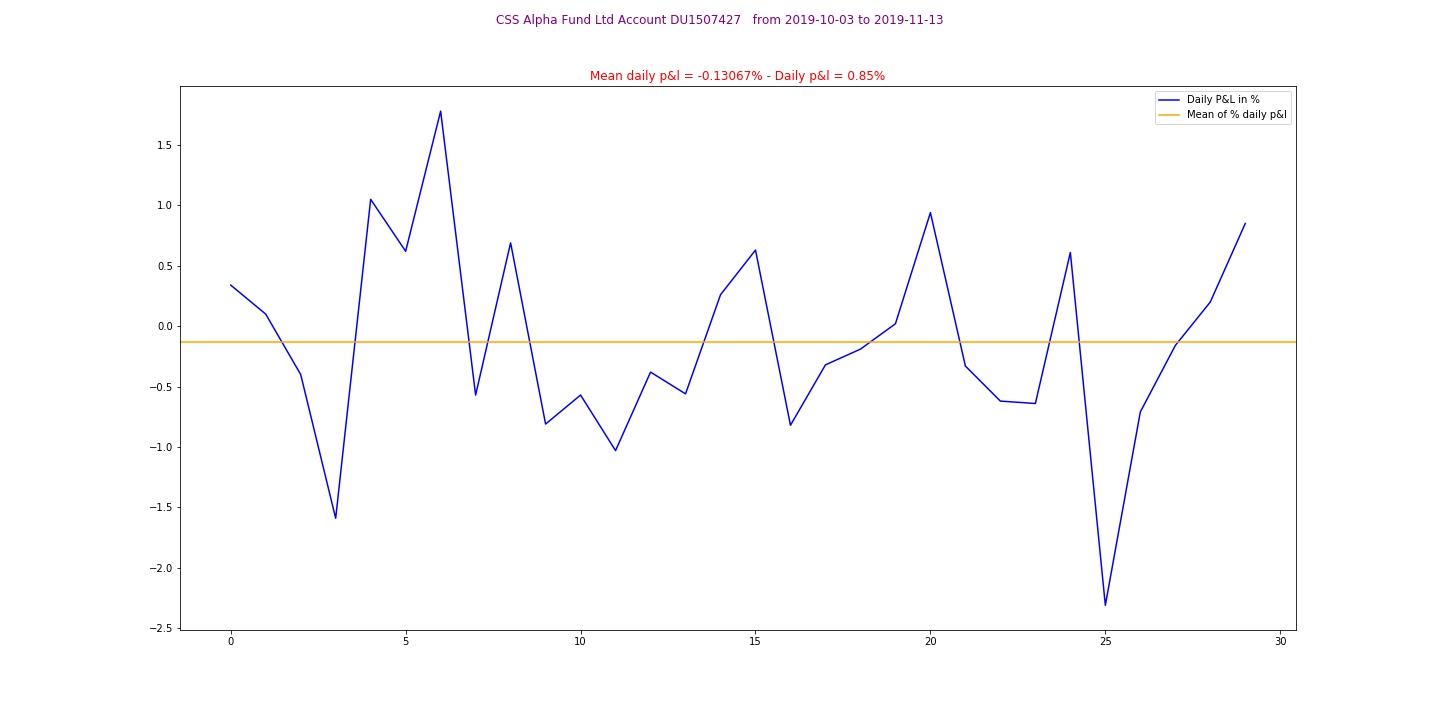 CSS Alpha Fund Ltd Account DU1507427   from 2019-10-03 to 2019-11-13
Mean daily p&l = -0.13067% - Daily p&l = 0.85%
Daily P&L in %
Mean of % daily p&l
1.5
1.0
0.5
0.0
−0.5
−1.0
−1.5
−2.0
−2.5
0 5 10 15 20 25 30